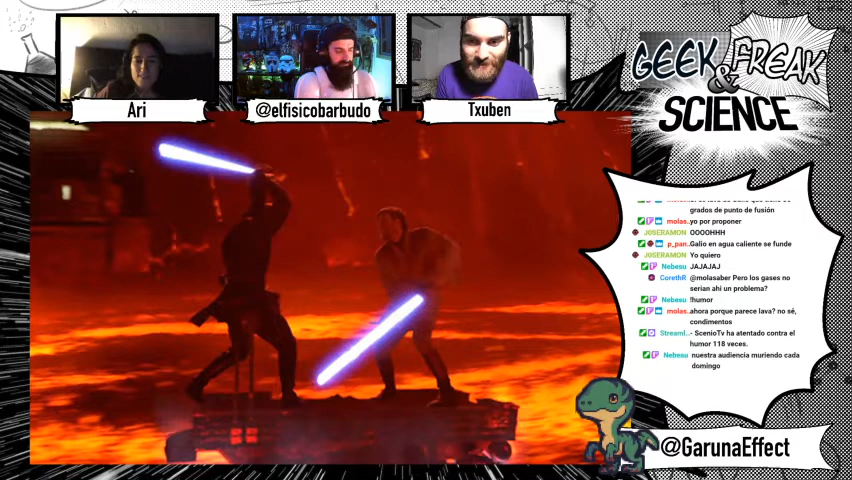 Ari
@elfisicobarbudo
Txuben
GEEK
& FREAK
SCIENCE
grados de punto de fusión
molas.. yo por proponer
J0SERAMON OOOOHHH
p_pan.. Galio en agua caliente se funde
J0SERAMON Yo quiero
Nebesu JAJAJAJ
CorethR @molasaber Pero los gases no
serian ahi un problema?
Nebesu !humor
molas.. ahora porque parece lava? no sé,
condimentos
Streaml.. - ScenioTv ha atentado contra el
humor 118 veces.
Nebesu nuestra audiencia muriendo cada
domingo
@GarunaEffect